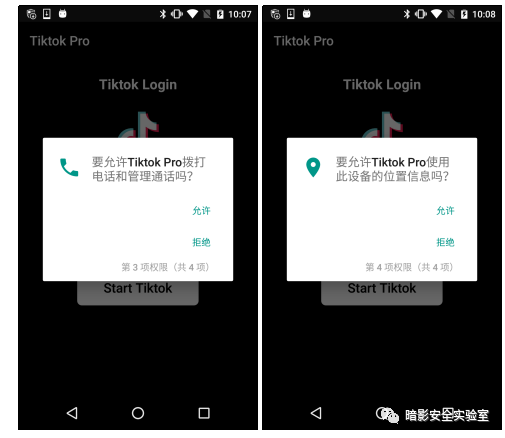 10:07
Tiktok Pro
Tiktok Login
要允许Tiktok Pro拨打
电话和管理通话吗？
允许
拒绝
第 3 项权限（共 4 项）
Start Tiktok
10:08
Tiktok Pro
Tiktok Login
要允许Tiktok Pro使用
此设备的位置信息吗？
允许
拒绝
第 4 项权限（共 4 项）
Start Tiktok
暗影安全实验室